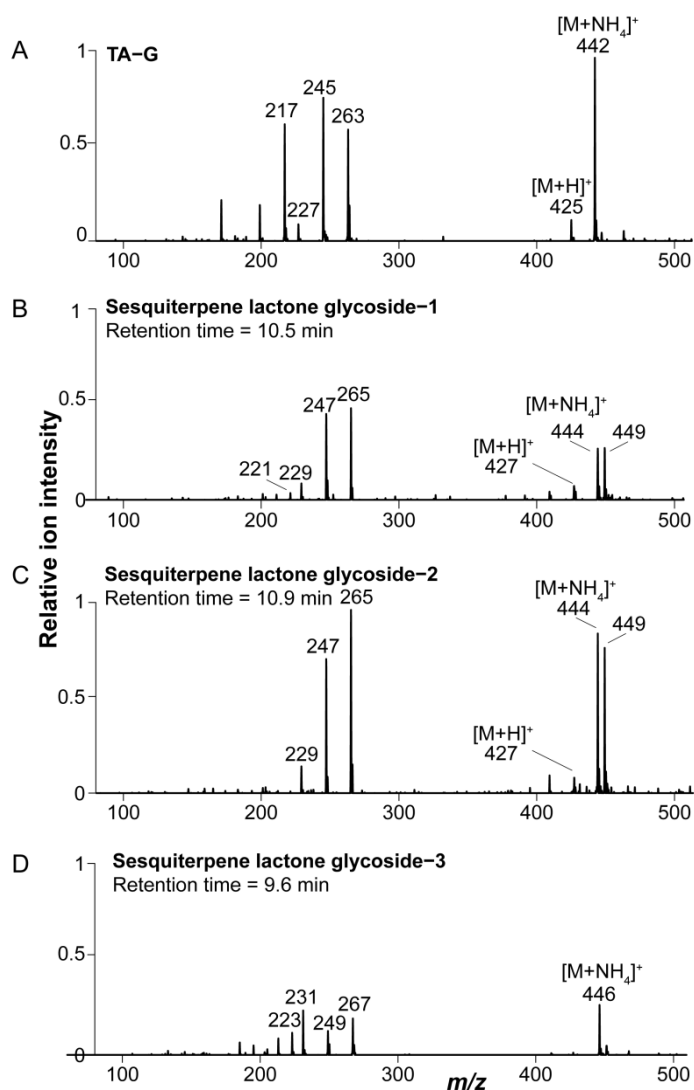 A
TA−G
[M+NH₄]⁺
442
1
245
217
263
0.5
227
[M+H]⁺
425
0
100 200 300 400 500
B
Sesquiterpene lactone glycoside−1
Retention time = 10.5 min
1
0.5
247
265
[M+NH₄]⁺
444 449
[M+H]⁺
427
221
229
0
100 200 300 400 500
Relative ion intensity
C
Sesquiterpene lactone glycoside−2
Retention time = 10.9 min
265
1
[M+NH₄]⁺
444
449
247
0.5
229
[M+H]⁺
427
0
100 200 300 400 500
D
Sesquiterpene lactone glycoside−3
Retention time = 9.6 min
1
0.5
[M+NH₄]⁺
446
231
267
223
249
0
100 200 300 400 500
m/z